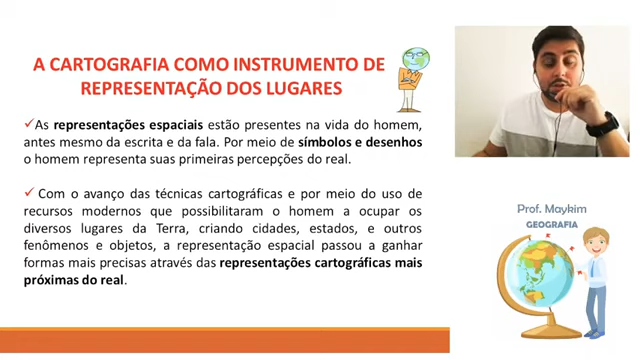 A CARTOGRAFIA COMO INSTRUMENTO DE
REPRESENTAÇÃO DOS LUGARES
✓As representações espaciais estão presentes na vida do homem,
antes mesmo da escrita e da fala. Por meio de símbolos e desenhos
o homem representa suas primeiras percepções do real.
✓ Com o avanço das técnicas cartográficas e por meio do uso de
recursos modernos que possibilitaram o homem a ocupar os
diversos lugares da Terra, criando cidades, estados, e outros
fenômenos e objetos, a representação espacial passou a ganhar
formas mais precisas através das representações cartográficas mais
próximas do real.
Prof. Maykim
GEOGRAFIA